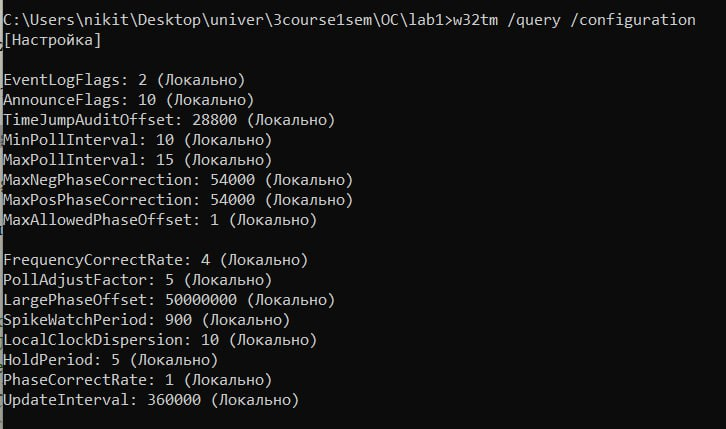 C:\Users\nikit\Desktop\univer\3course1sem\OC\lab1>w32tm /query /configuration
[Настройка]
EventLogFlags: 2 (Локально)
AnnounceFlags: 10 (Локально)
TimeJumpAuditOffset: 28800 (Локально)
MinPollInterval: 10 (Локально)
MaxPollInterval: 15 (Локально)
MaxNegPhaseCorrection: 54000 (Локально)
MaxPosPhaseCorrection: 54000 (Локально)
MaxAllowedPhaseOffset: 1 (Локально)
FrequencyCorrectRate: 4 (Локально)
PollAdjustFactor: 5 (Локально)
LargePhaseOffset: 50000000 (Локально)
SpikeWatchPeriod: 900 (Локально)
LocalClockDispersion: 10 (Локально)
HoldPeriod: 5 (Локально)
PhaseCorrectRate: 1 (Локально)
UpdateInterval: 360000 (Локально)